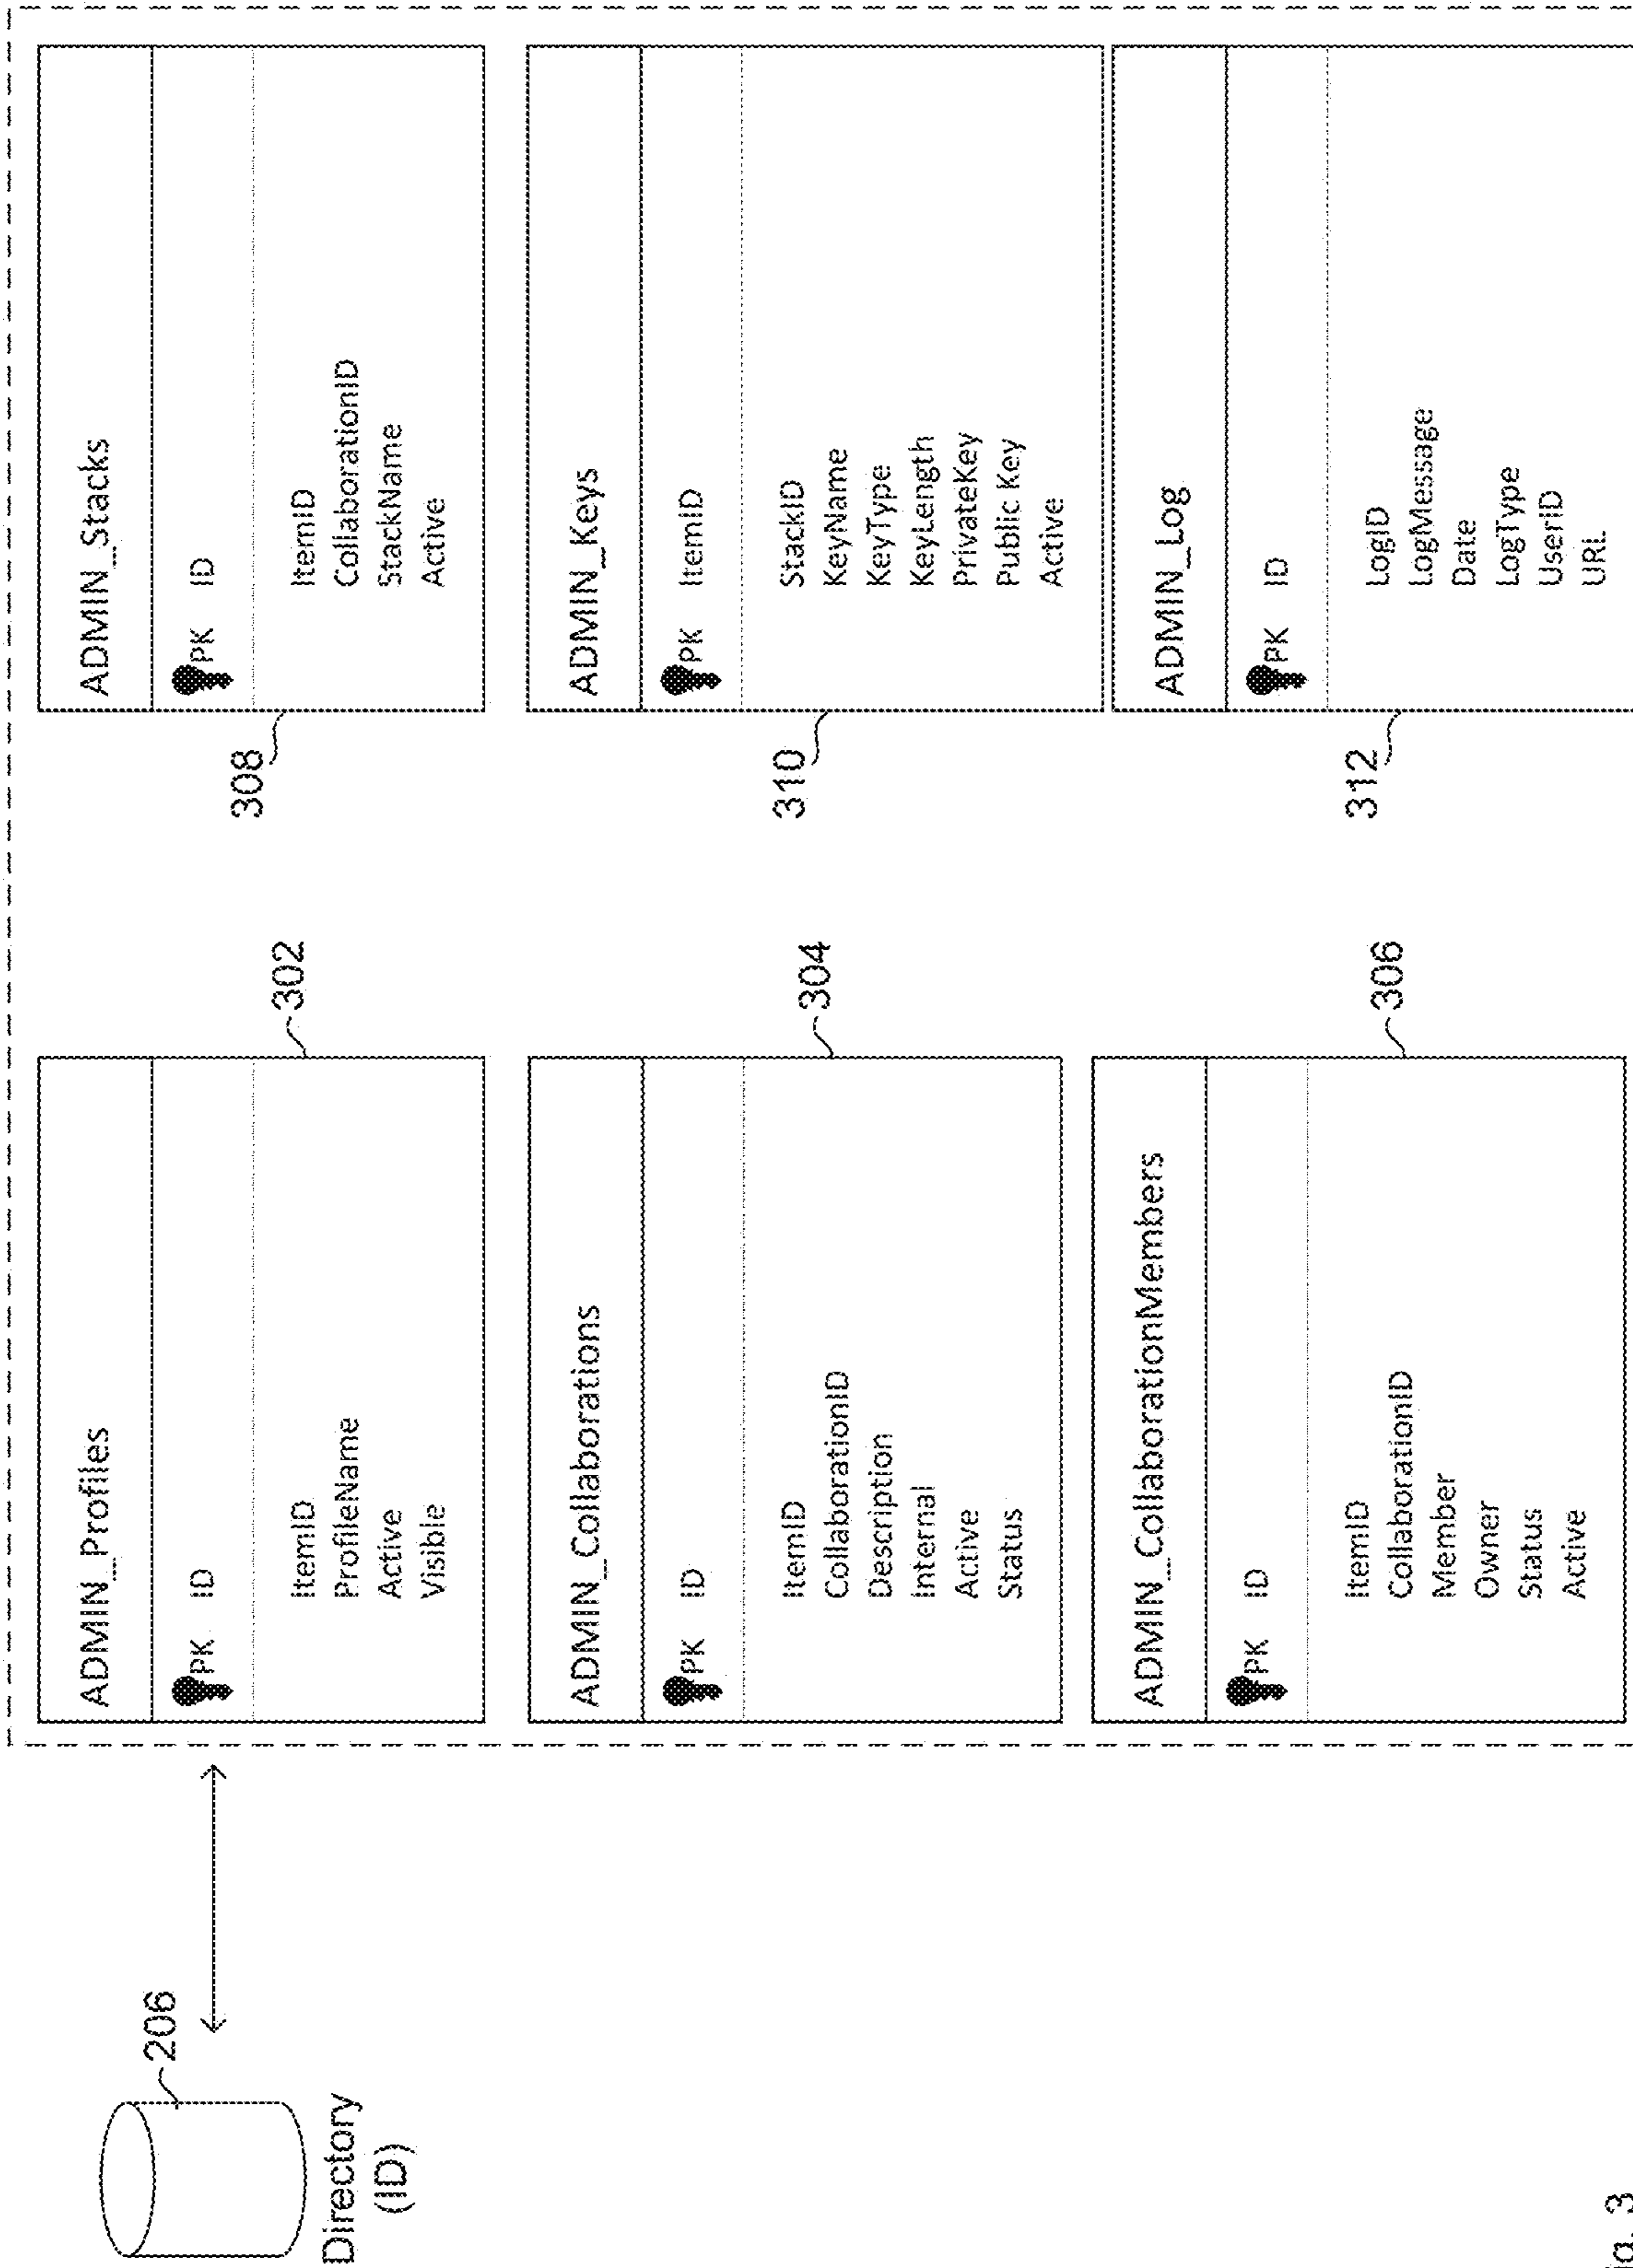 206
Directory
(ID)
ADMIN_Profiles
PK ID
ItemID
ProfileName
Active
Visible
302
ADMIN_Collaborations
PK ID
ItemID
CollaborationID
Description
Internal
Active
Status
304
ADMIN_CollaborationMembers
PK ID
ItemID
CollaborationID
Member
Owner
Status
Active
306
ADMIN_Stacks
PK ID
ItemID
CollaborationID
StackName
Active
308
ADMIN_Keys
PK ItemID
StackID
KeyName
KeyType
KeyLength
PrivateKey
Public Key
Active
310
ADMIN_Log
PK ID
LogID
LogMessage
Date
LogType
UserID
URL
312
3